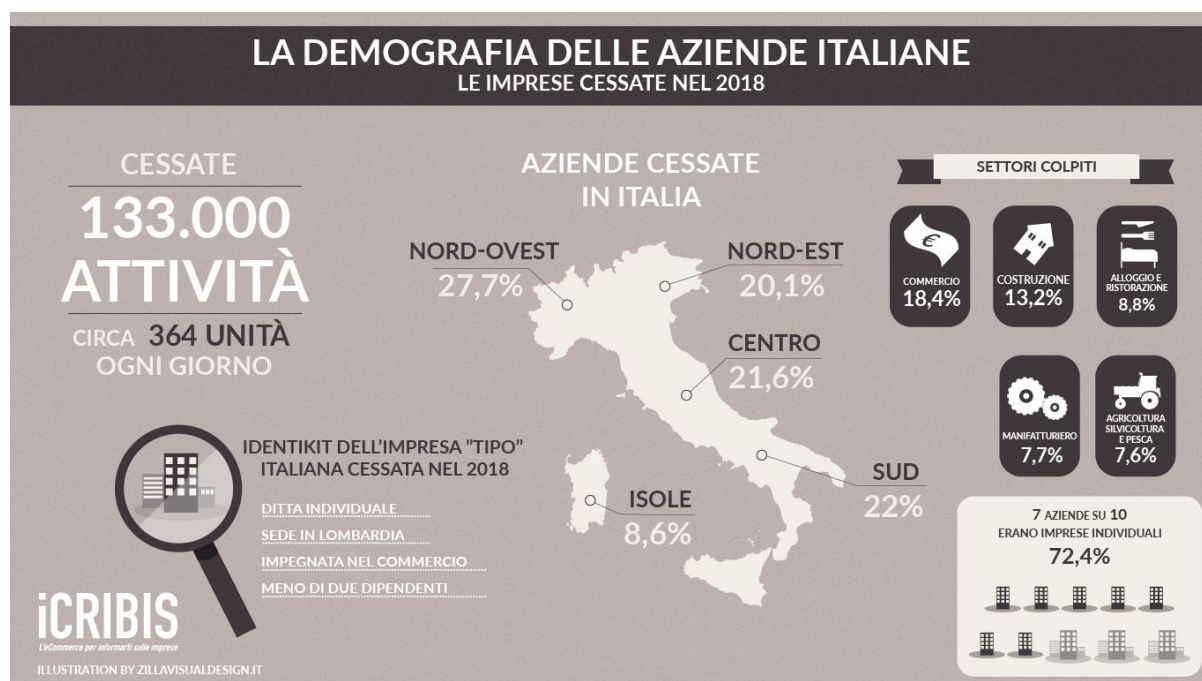 LA DEMOGRAFIA DELLE AZIENDE ITALIANE
LE IMPRESE CESSATE NEL 2018
CESSATE
133.000
ATTIVITÀ
CIRCA 364 UNITÀ
OGNI GIORNO
AZIENDE CESSATE
IN ITALIA
NORD-OVEST
27,7%
NORD-EST
20,1%
CENTRO
21,6%
SUD
22%
ISOLE
8,6%
SETTORI COLPITI
COMMERCIO
18,4%
COSTRUZIONE
13,2%
ALLOGGIO E
RISTORAZIONE
8,8%
MANIFATTURIERO
7,7%
AGRICOLTURA
SILVICOLTURA
E PESCA
7,6%
IDENTIKIT DELL'IMPRESA "TIPO"
ITALIANA CESSATA NEL 2018
DITTA INDIVIDUALE
SEDE IN LOMBARDIA
IMPEGNATA NEL COMMERCIO
MENO DI DUE DIPENDENTI
7 AZIENDE SU 10
ERANO IMPRESE INDIVIDUALI
72,4%
iCRIBIS
L'eCommerce per informarti sulle imprese
ILLUSTRATION BY ZILLAVISUALDESIGN.IT